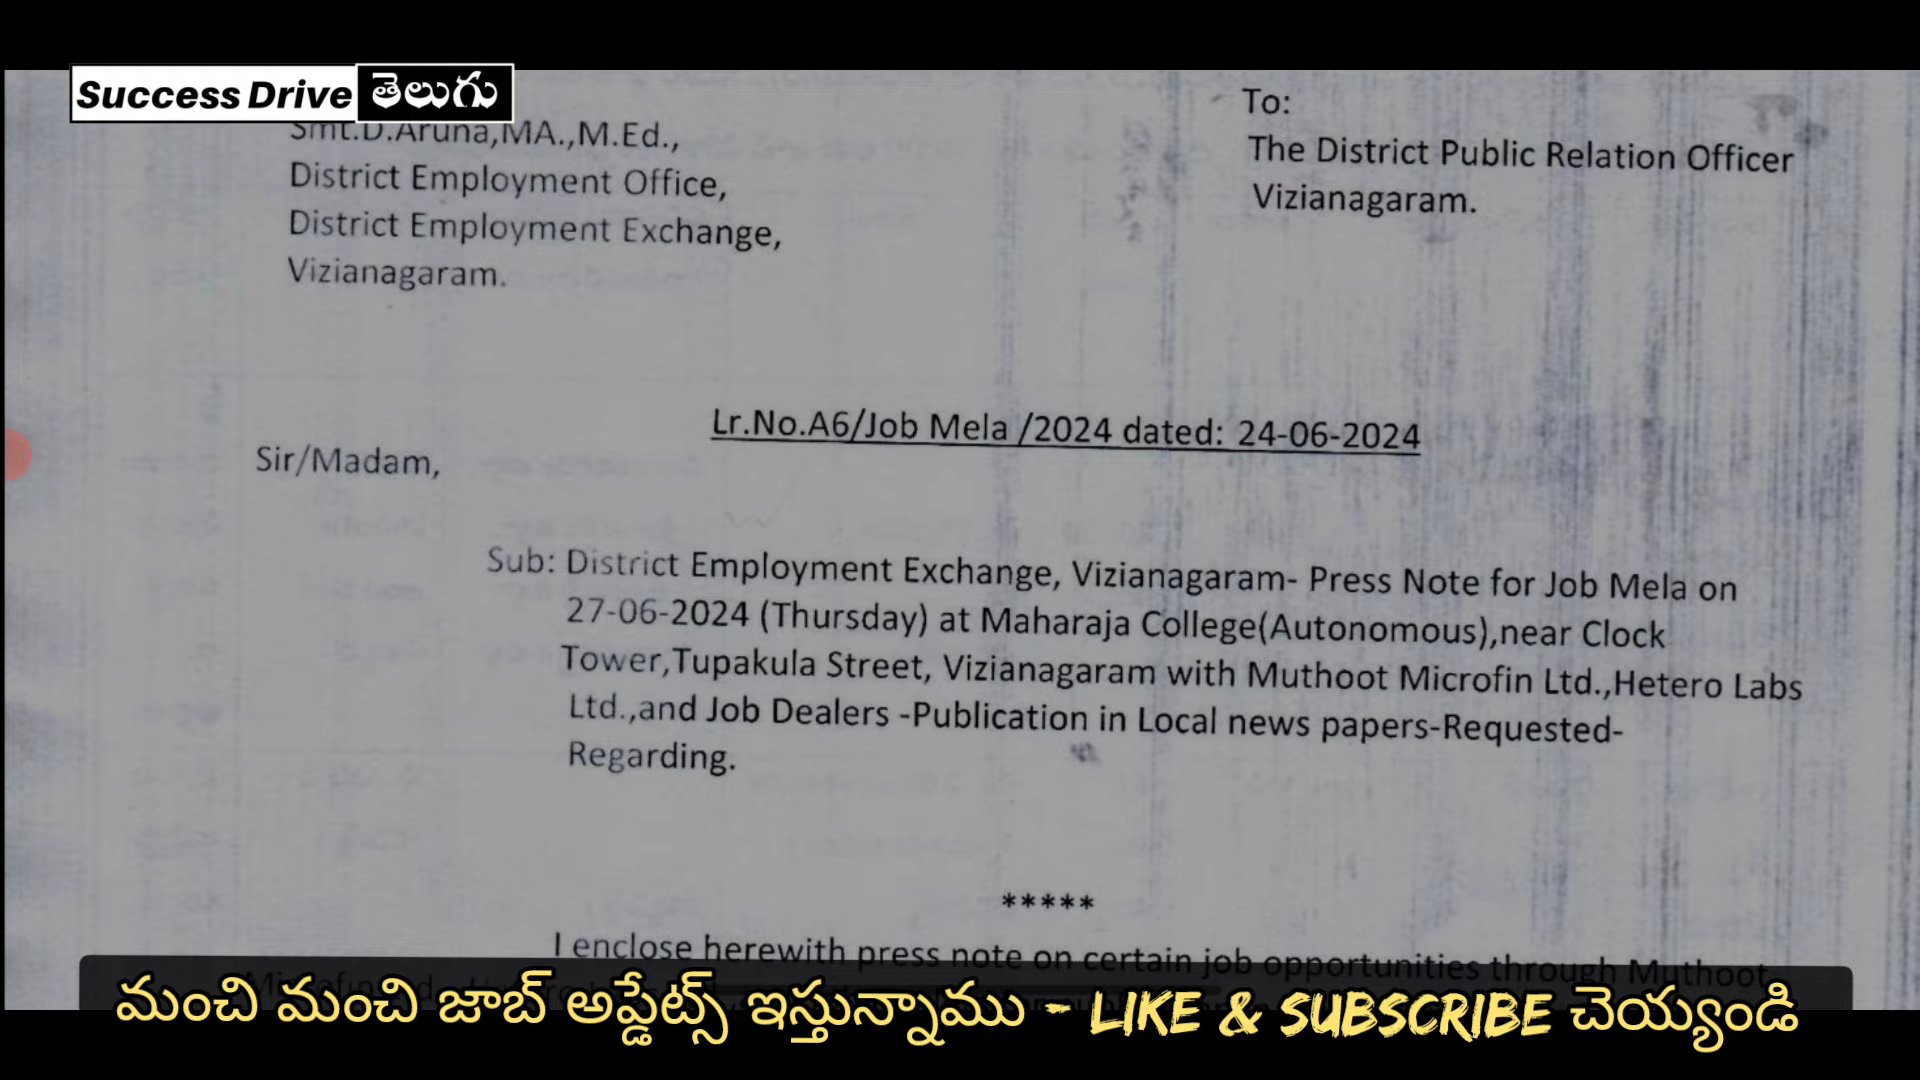 Success Drive తెలుగు
Smt.D.Aruna,MA.,M.Ed.,
District Employment Office,
District Employment Exchange,
Vizianagaram.
To:
The District Public Relation Officer
Vizianagaram.
Lr.No.A6/Job Mela /2024 dated: 24-06-2024
Sir/Madam,
Sub: District Employment Exchange, Vizianagaram- Press Note for Job Mela on
27-06-2024 (Thursday) at Maharaja College(Autonomous),near Clock
Tower,Tupakula Street, Vizianagaram with Muthoot Microfin Ltd.,Hetero Labs
Ltd.,and Job Dealers -Publication in Local news papers-Requested-
Regarding.
*****
I enclose herewith press note on certain job opportunities through Muthoot
మంచి మంచి జాబ్ అప్డేట్స్ ఇస్తున్నాము - LIKE & SUBSCRIBE చెయ్యండి